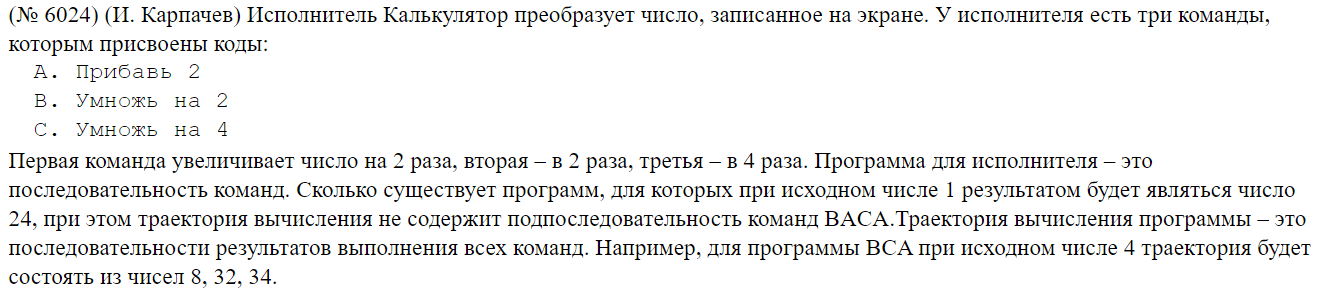 (№ 6024) (И. Карпачев) Исполнитель Калькулятор преобразует число, записанное на экране. У исполнителя есть три команды,
которым присвоены коды:
A. Прибавь 2
B. Умножь на 2
C. Умножь на 4
Первая команда увеличивает число на 2 раза, вторая – в 2 раза, третья – в 4 раза. Программа для исполнителя – это
последовательность команд. Сколько существует программ, для которых при исходном числе 1 результатом будет являться число
24, при этом траектория вычисления не содержит подпоследовательность команд BACA.Траектория вычисления программы – это
последовательности результатов выполнения всех команд. Например, для программы BCA при исходном числе 4 траектория будет
состоять из чисел 8, 32, 34.